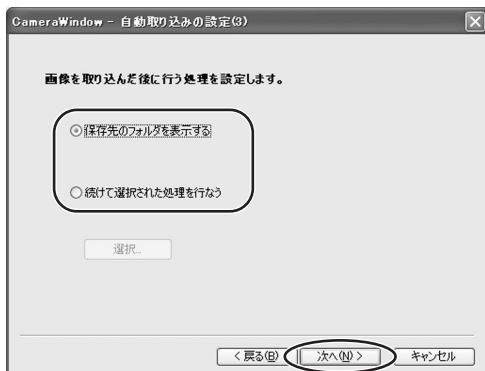 CameraWindow - 自動取り込みの設定(3)
画像を取り込んだ後に行う処理を設定します。
保存先のフォルダを表示する
続けて選択された処理を行なう
選択...
< 戻る(B) 次へ(N) > キャンセル